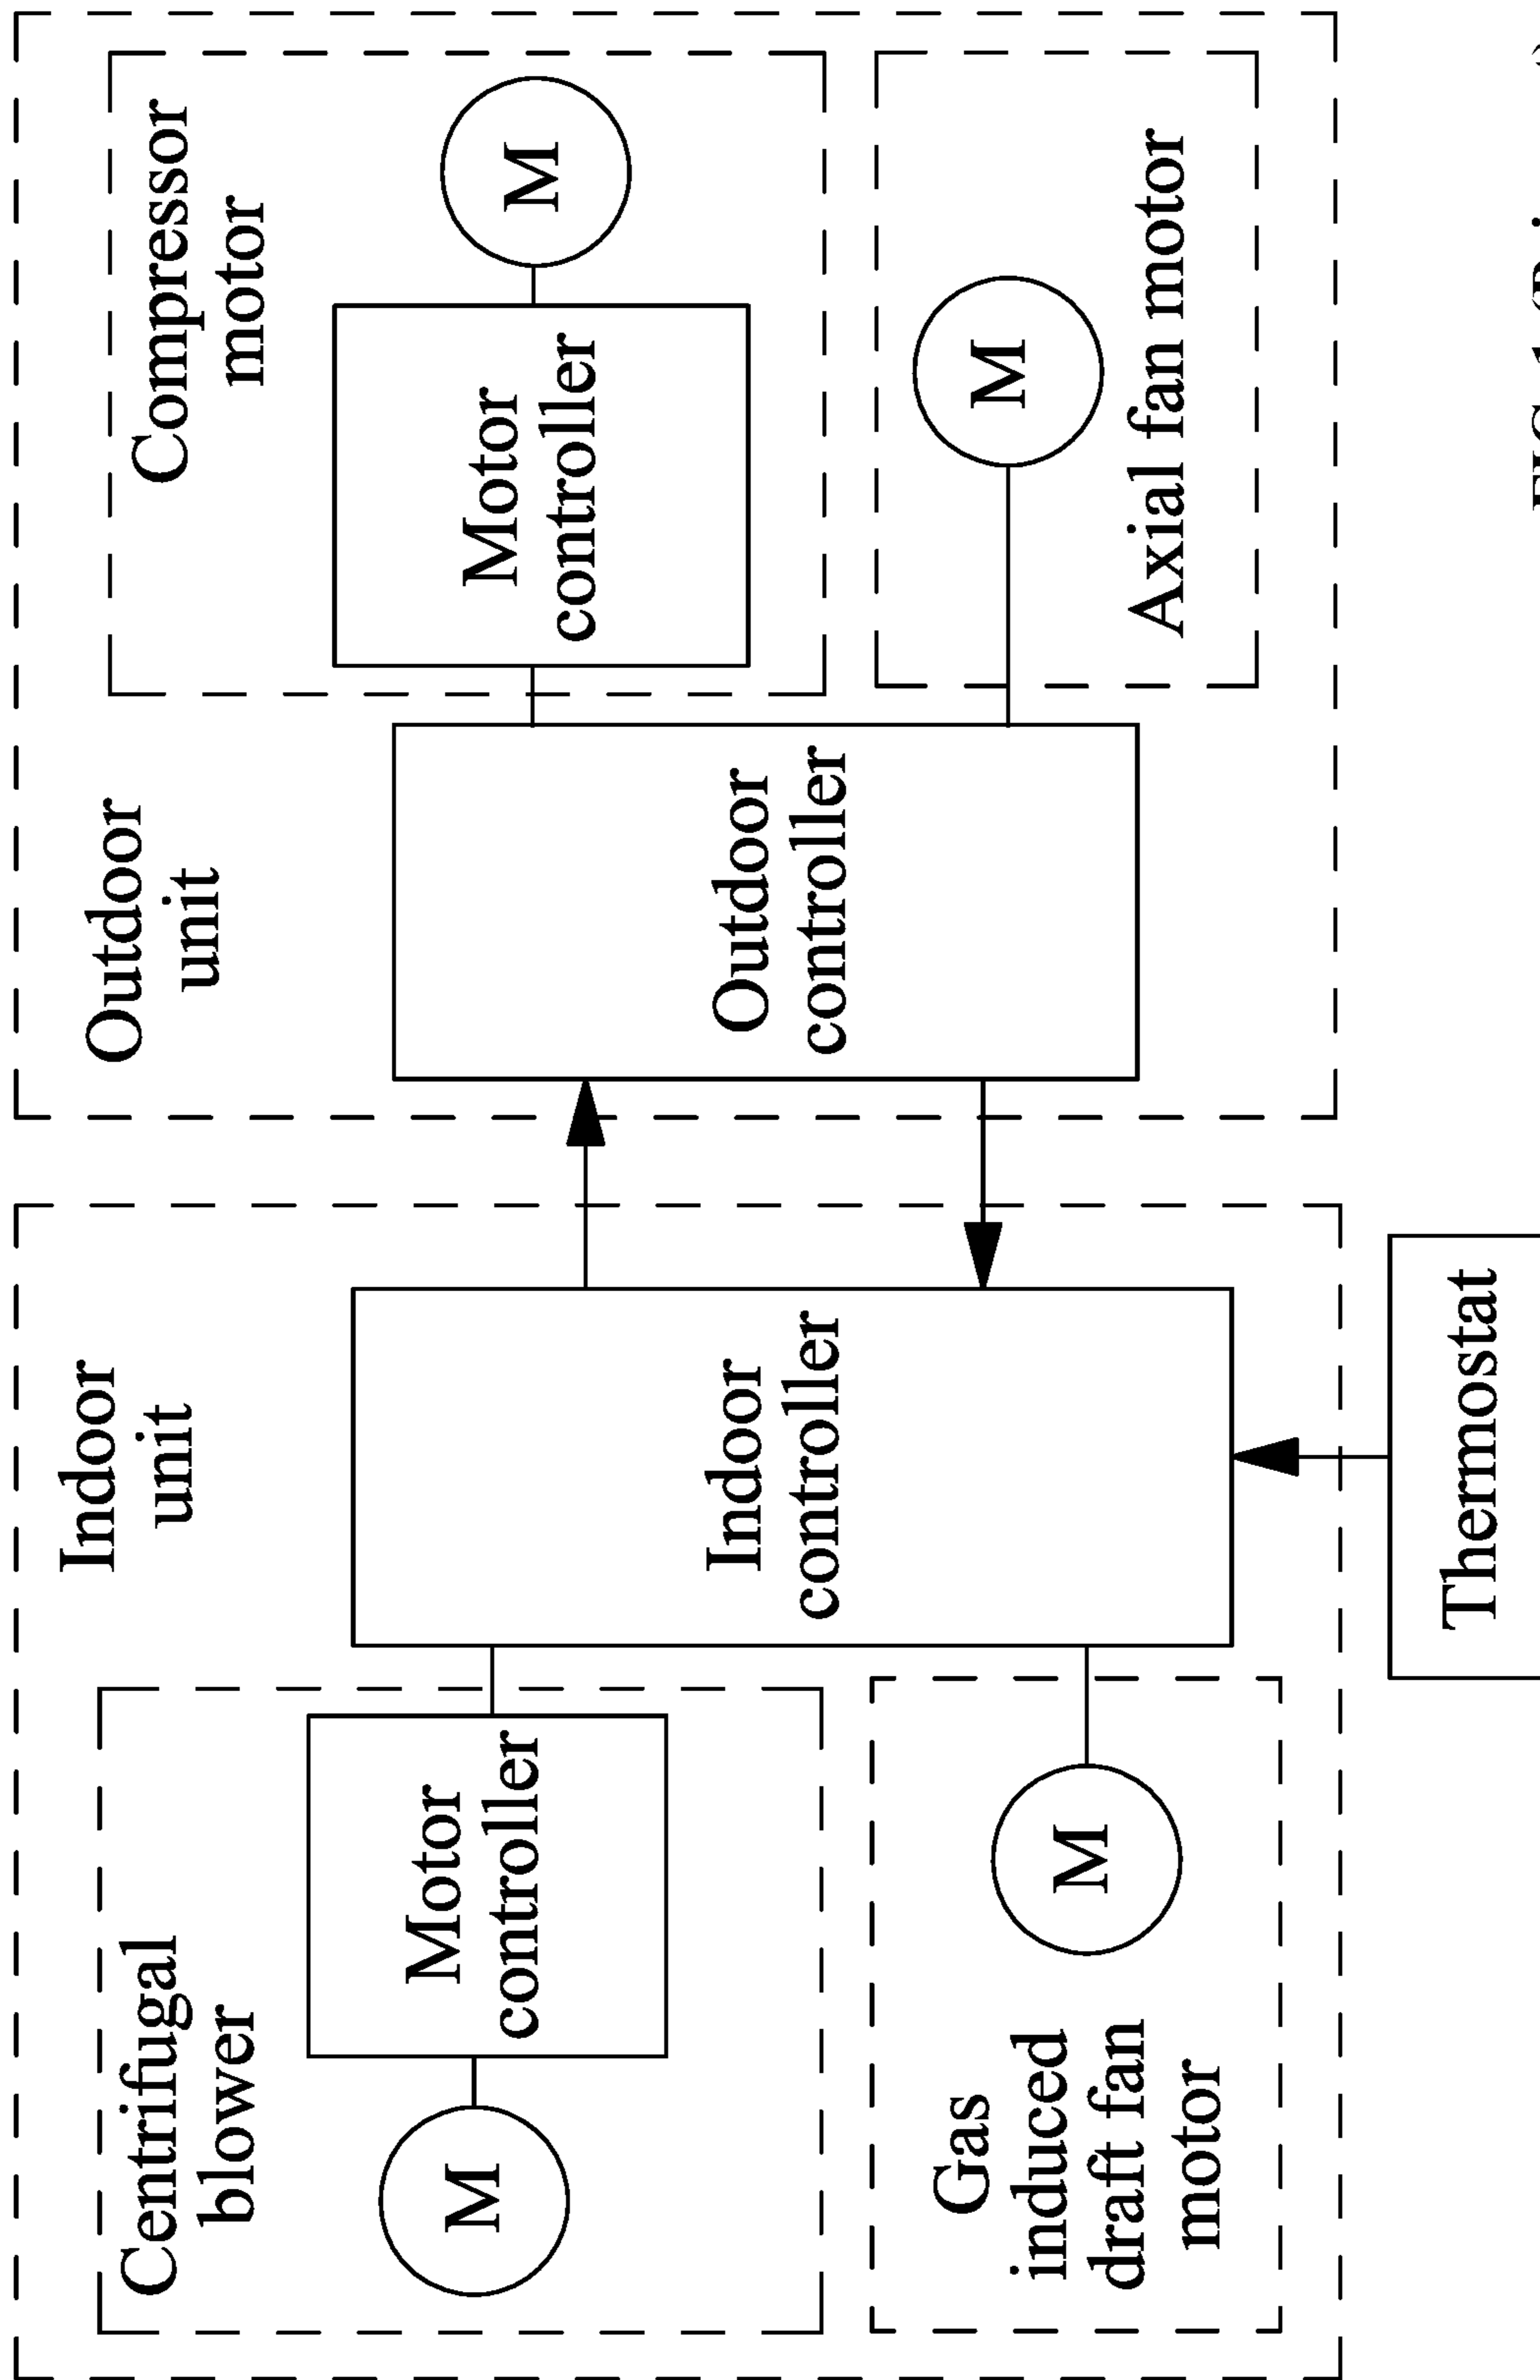 Indoor
unit
Centrifugal
blower
M
Motor
controller
Indoor
controller
Gas
induced
draft fan
motor
M
Thermostat
Outdoor
unit
Outdoor
controller
Compressor
motor
Motor
controller
M
M
Axial fan motor